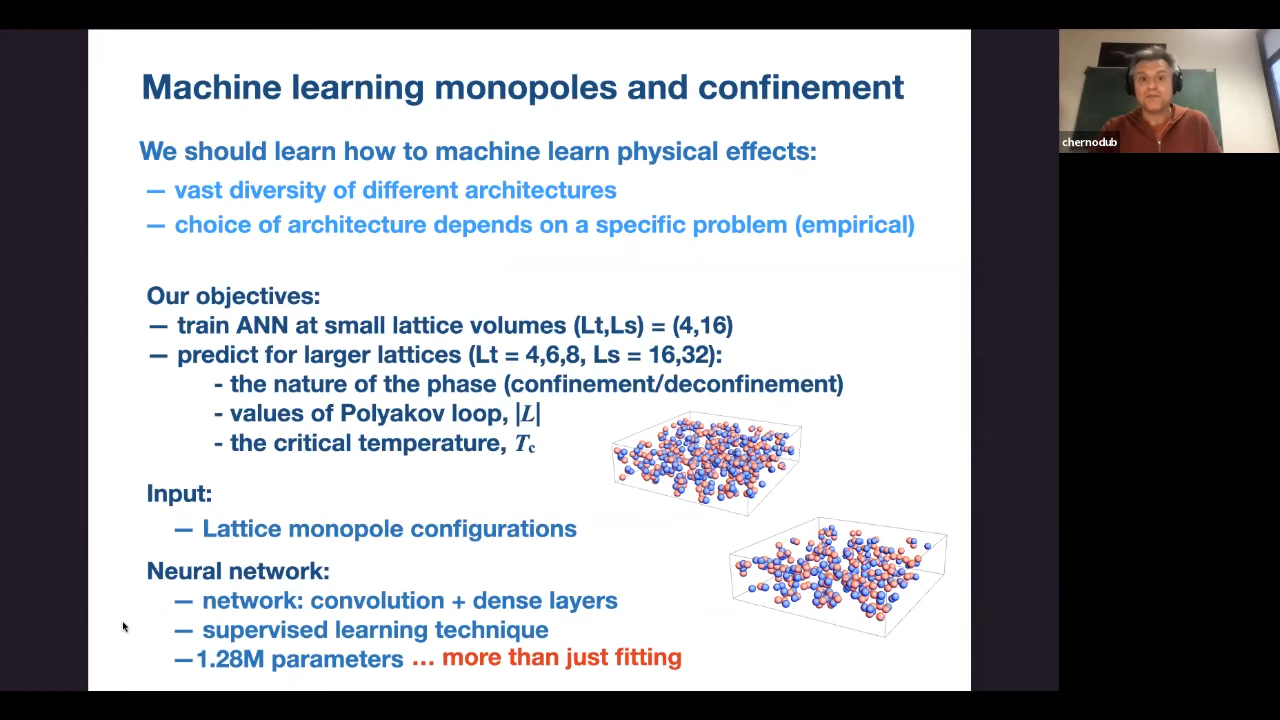 Machine learning monopoles and confinement
We should learn how to machine learn physical effects:
— vast diversity of different architectures
— choice of architecture depends on a specific problem (empirical)
Our objectives:
— train ANN at small lattice volumes (Lt,Ls) = (4,16)
— predict for larger lattices (Lt = 4,6,8, Ls = 16,32):
- the nature of the phase (confinement/deconfinement)
- values of Polyakov loop, |L|
- the critical temperature, Tc
Input:
— Lattice monopole configurations
Neural network:
— network: convolution + dense layers
— supervised learning technique
—1.28M parameters … more than just fitting
chernodub